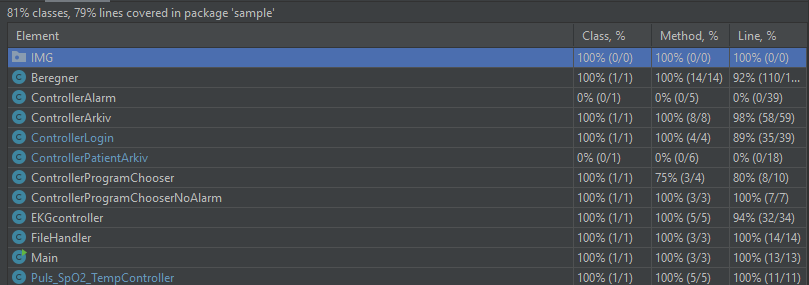 81% classes, 79% lines covered in package 'sample'
Element Class, % Method, % Line, %
IMG 100% (0/0) 100% (0/0) 100% (0/0)
C Beregner 100% (1/1) 100% (14/14) 92% (110/1...
C ControllerAlarm 0% (0/1) 0% (0/5) 0% (0/39)
C ControllerArkiv 100% (1/1) 100% (8/8) 98% (58/59)
C ControllerLogin 100% (1/1) 100% (4/4) 89% (35/39)
C ControllerPatientArkiv 0% (0/1) 0% (0/6) 0% (0/18)
C ControllerProgramChooser 100% (1/1) 75% (3/4) 80% (8/10)
C ControllerProgramChooserNoAlarm 100% (1/1) 100% (3/3) 100% (7/7)
C EKGcontroller 100% (1/1) 100% (5/5) 94% (32/34)
C FileHandler 100% (1/1) 100% (3/3) 100% (14/14)
C Main 100% (1/1) 100% (3/3) 100% (13/13)
C Puls_SpO2_TempController 100% (1/1) 100% (5/5) 100% (11/11)